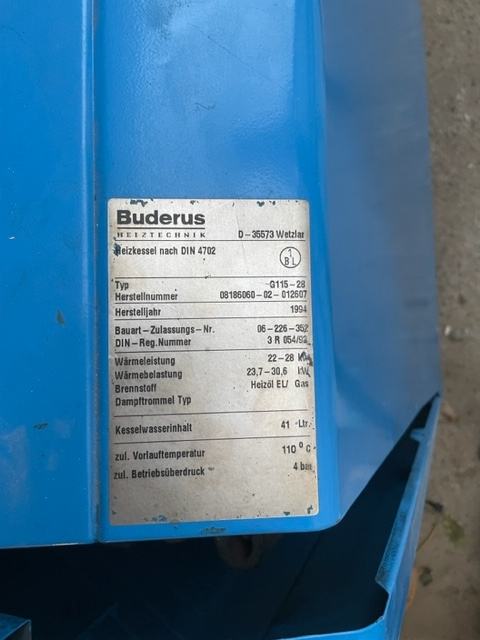 Buderus
HEIZTECHNIK D-35573 Wetzlar
Heizkessel nach DIN 4702
1
BL
Typ G115-28
Herstellnummer 08186060-02-012607
Herstelljahr 1994
Bauart-Zulassungs-Nr. 06-226-352
DIN-Reg.Nummer 3 R 054/92
Wärmeleistung 22-28 kW
Wärmebelastung 23,7-30,6 kW
Brennstoff Heizöl EL/ Gas
Dampftrommel Typ
Kesselwasserinhalt 41 -Ltr.
zul. Vorlauftemperatur 110 °C
zul. Betriebsüberdruck 4 bar